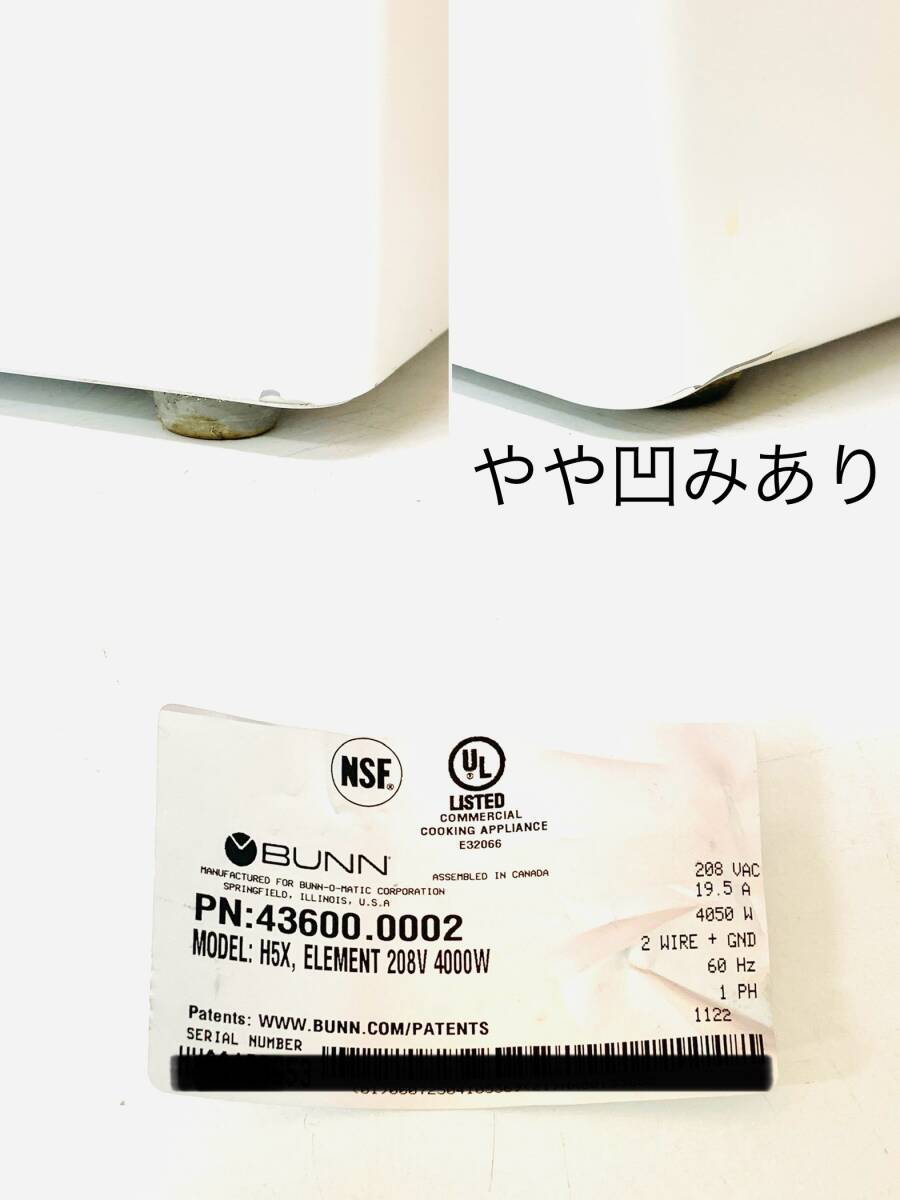 やや凹みあり
NSF®
UL
LISTED
COMMERCIAL
COOKING APPLIANCE
E32066
BUNN
MANUFACTURED FOR BUNN-O-MATIC CORPORATION
SPRINGFIELD, ILLINOIS, U.S.A
ASSEMBLED IN CANADA
PN:43600.0002
MODEL: H5X, ELEMENT 208V 4000W
208 VAC
19.5 A
4050 W
2 WIRE + GND
60 Hz
1 PH
1122
Patents: WWW.BUNN.COM/PATENTS
SERIAL NUMBER